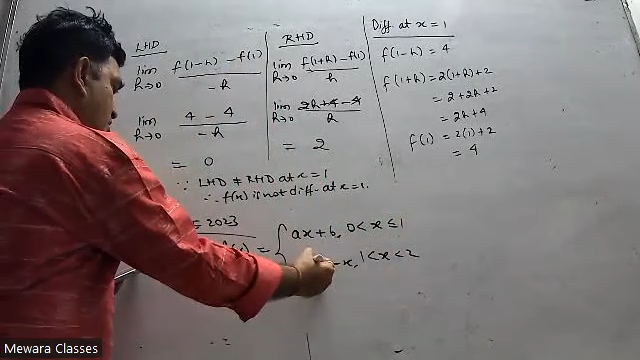 LHD
lim h→0 f(1-h) - f(1) / -h
lim h→0 4 - 4 / -h
= 0
RHD
lim h→0 f(1+h) - f(1) / h
lim h→0 2h+4-4 / h
= 2
∵ LHD ≠ RHD at x = 1
∴ f(x) is not diff. at x = 1.
Diff. at x = 1
f(1-h) = 4
f(1+h) = 2(1+h)+2
= 2+2h+2
= 2h+4
f(1) = 2(1)+2
= 4
2023
= { ax+b, 0<x≤1
-x, 1<x<2
Mewara Classes